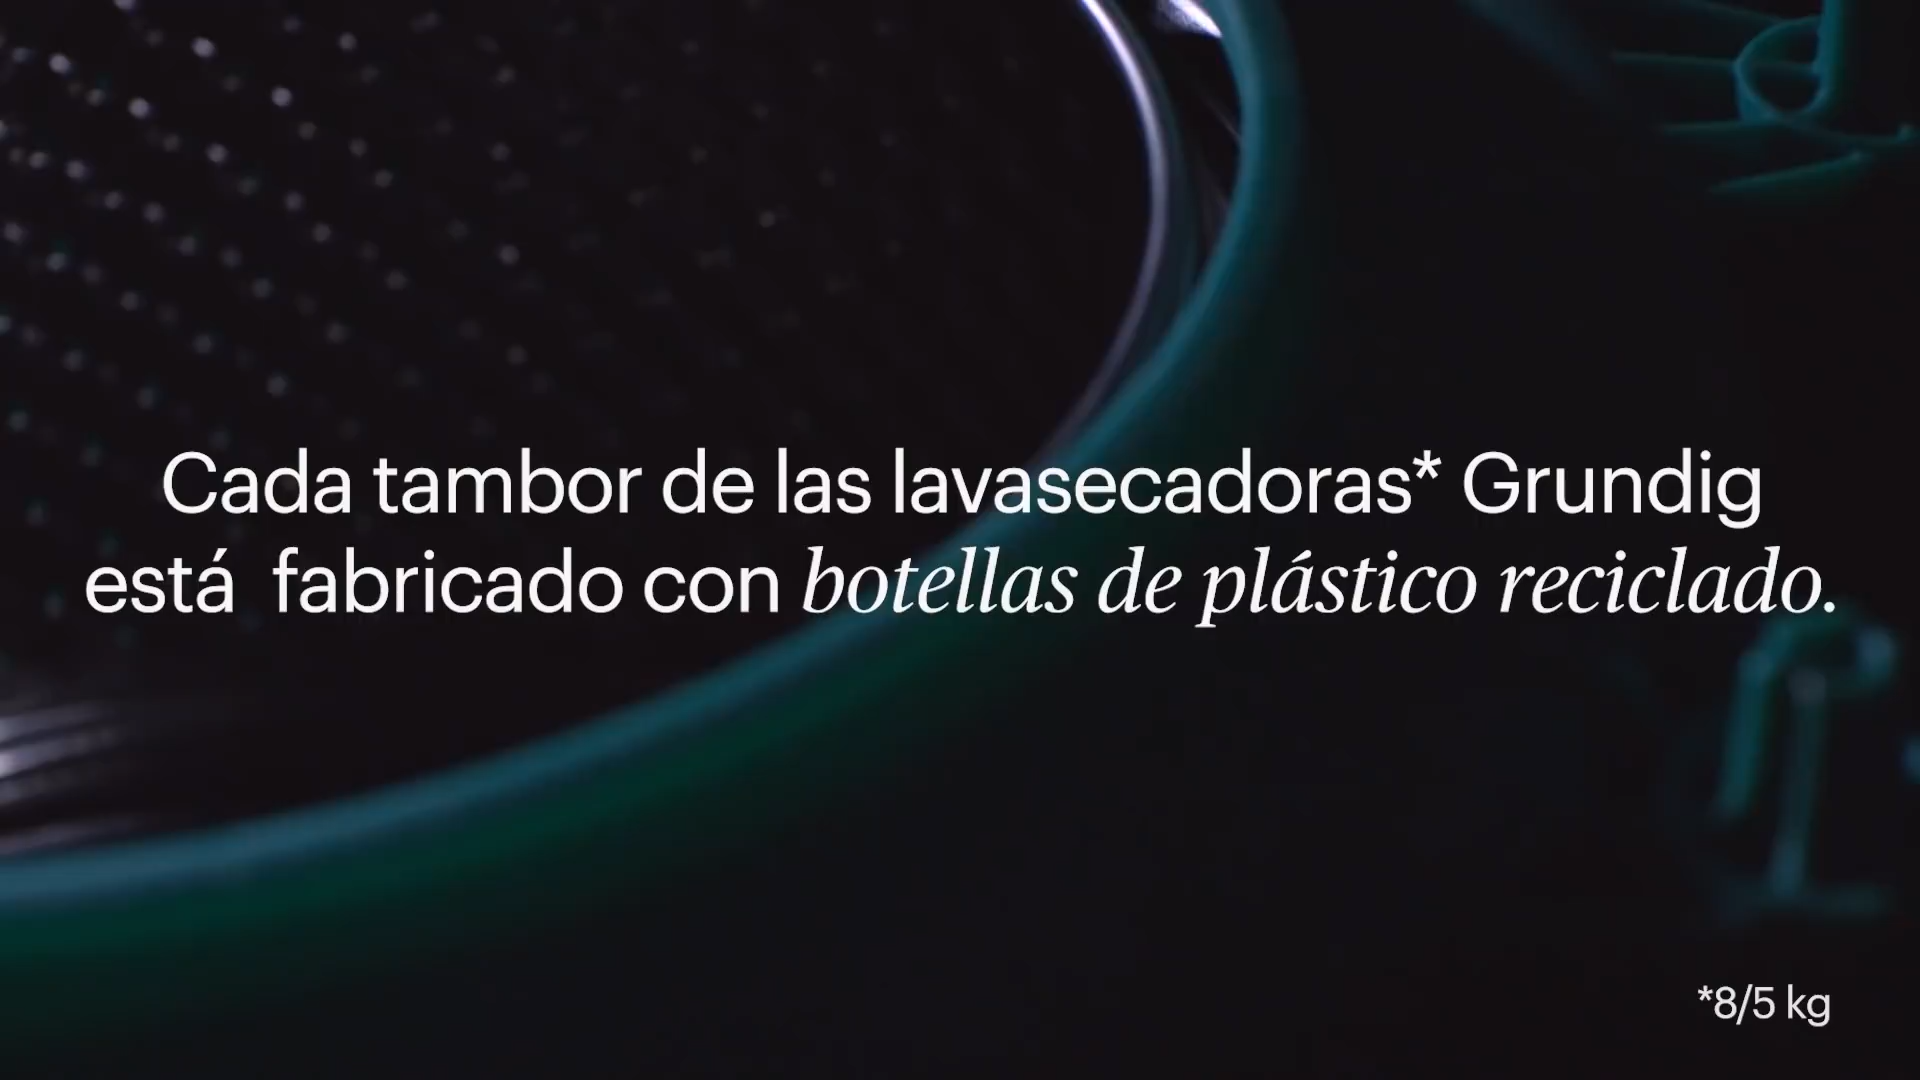 Cada tambor de las lavasecadoras* Grundig
está fabricado con botellas de plástico reciclado.
*8/5 kg